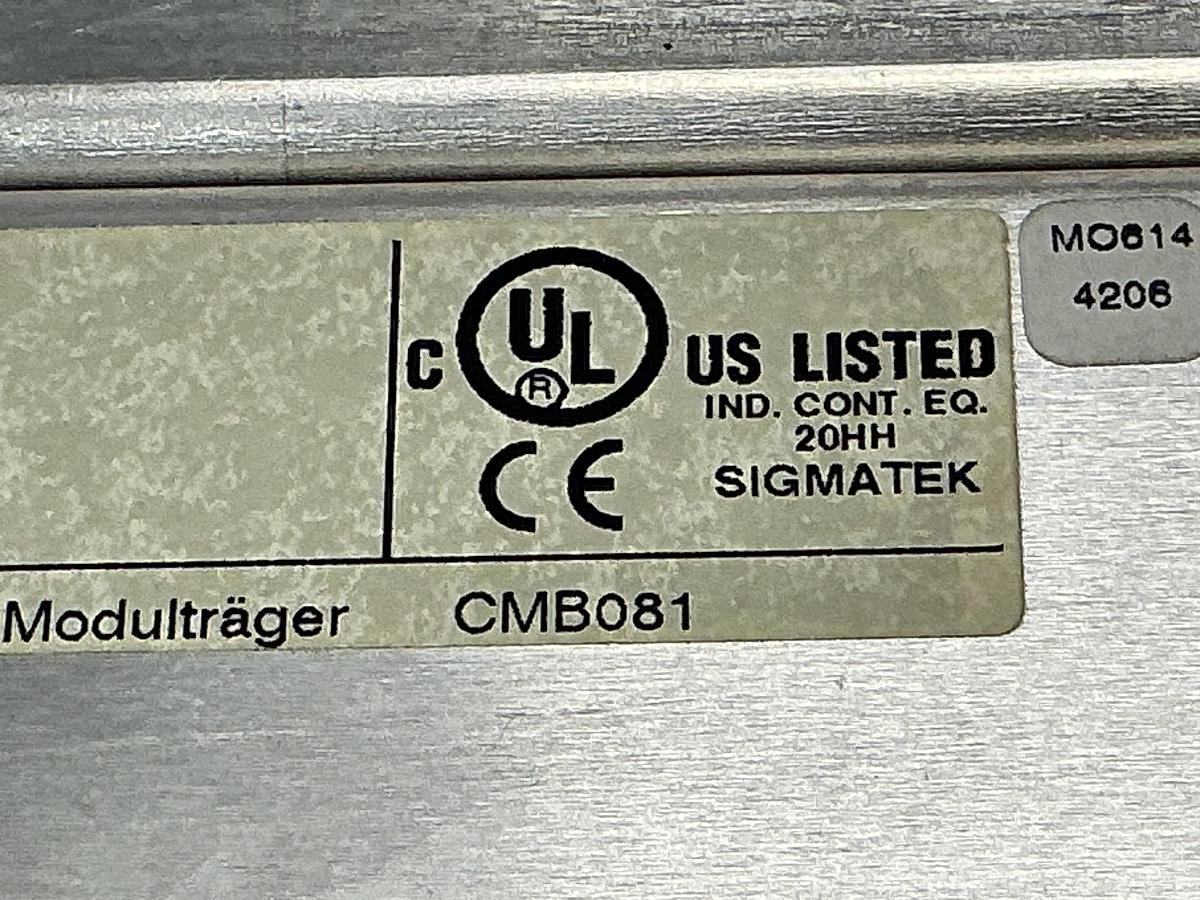 MO614
4206
C UL ® US LISTED
IND. CONT. EQ.
20HH
CE SIGMATEK
Modulträger CMB081